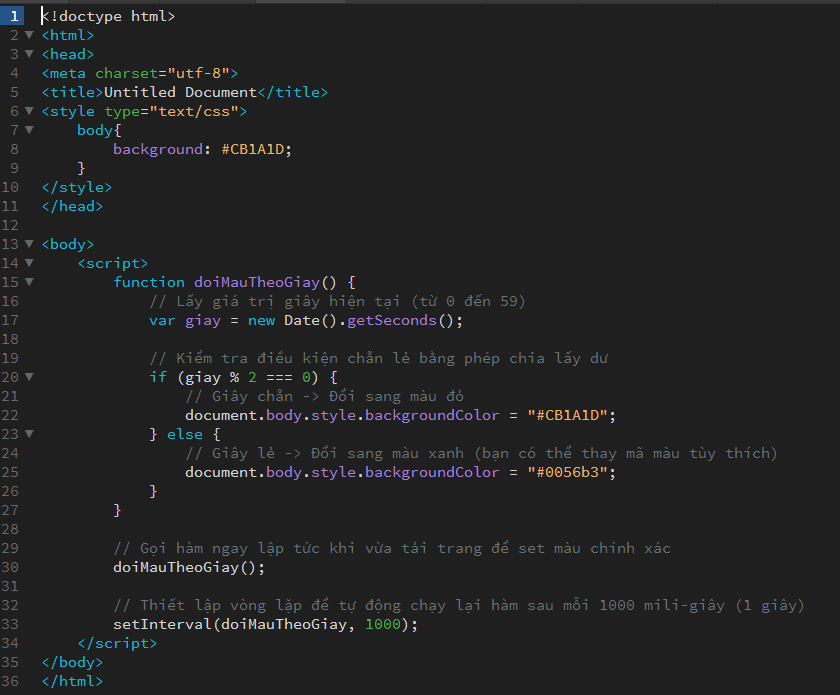 1 <!doctype html>
2 <html>
3 <head>
4 <meta charset="utf-8">
5 <title>Untitled Document</title>
6 <style type="text/css">
7 body{
8 background: #CB1A1D;
9 }
10 </style>
11 </head>
12
13 <body>
14 <script>
15 function doiMauTheoGiay() {
16 // Lấy giá trị giây hiện tại (từ 0 đến 59)
17 var giay = new Date().getSeconds();
18
19 // Kiểm tra điều kiện chẵn lẻ bằng phép chia lấy dư
20 if (giay % 2 === 0) {
21 // Giây chẵn -> Đổi sang màu đỏ
22 document.body.style.backgroundColor = "#CB1A1D";
23 } else {
24 // Giây lẻ -> Đổi sang màu xanh (bạn có thể thay mã màu tùy thích)
25 document.body.style.backgroundColor = "#0056b3";
26 }
27 }
28
29 // Gọi hàm ngay lập tức khi vừa tải trang để set màu chính xác
30 doiMauTheoGiay();
31
32 // Thiết lập vòng lặp để tự động chạy lại hàm sau mỗi 1000 mili-giây (1 giây)
33 setInterval(doiMauTheoGiay, 1000);
34 </script>
35 </body>
36 </html>